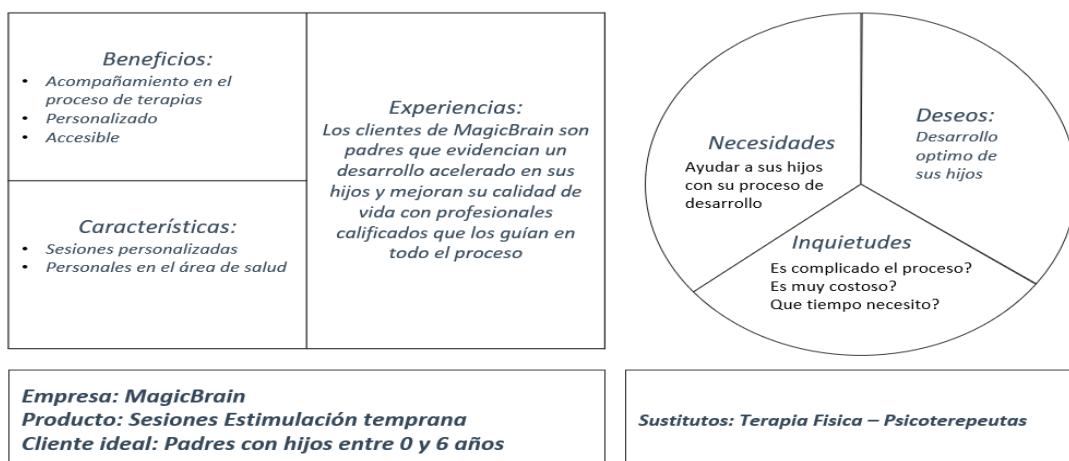 Beneficios:
• Acompañamiento en el
proceso de terapias
• Personalizado
• Accesible
Características:
• Sesiones personalizadas
• Personales en el área de salud
Experiencias:
Los clientes de MagicBrain son
padres que evidencian un
desarrollo acelerado en sus
hijos y mejoran su calidad de
vida con profesionales
calificados que los guían en
todo el proceso
Necesidades
Ayudar a sus hijos
con su proceso de
desarrollo
Deseos:
Desarrollo
optimo de
sus hijos
Inquietudes
Es complicado el proceso?
Es muy costoso?
Que tiempo necesito?
Empresa: MagicBrain
Producto: Sesiones Estimulación temprana
Cliente ideal: Padres con hijos entre 0 y 6 años
Sustitutos: Terapia Fisica – Psicoterepeutas